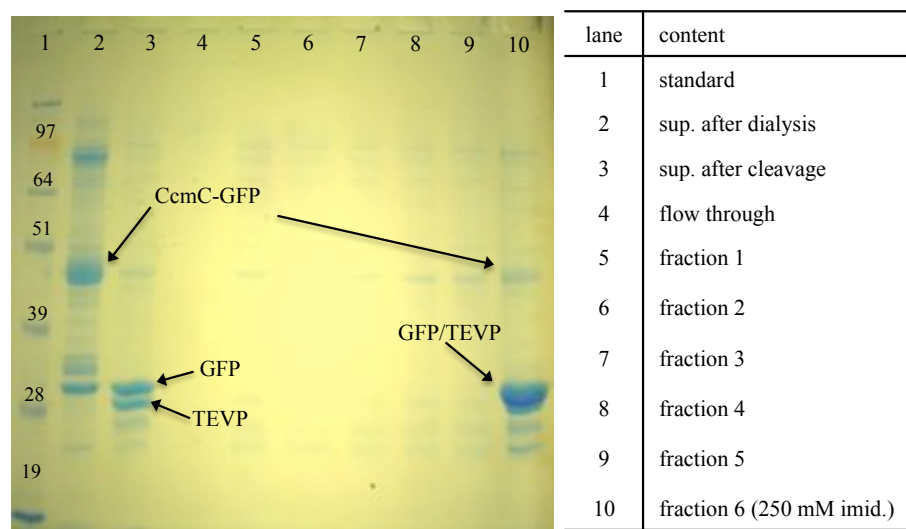 1 2 3 4 5 6 7 8 9 10
97
64
CcmC-GFP
51
39
GFP/TEVP
GFP
28
TEVP
19
lane content
1 standard
2 sup. after dialysis
3 sup. after cleavage
4 flow through
5 fraction 1
6 fraction 2
7 fraction 3
8 fraction 4
9 fraction 5
10 fraction 6 (250 mM imid.)